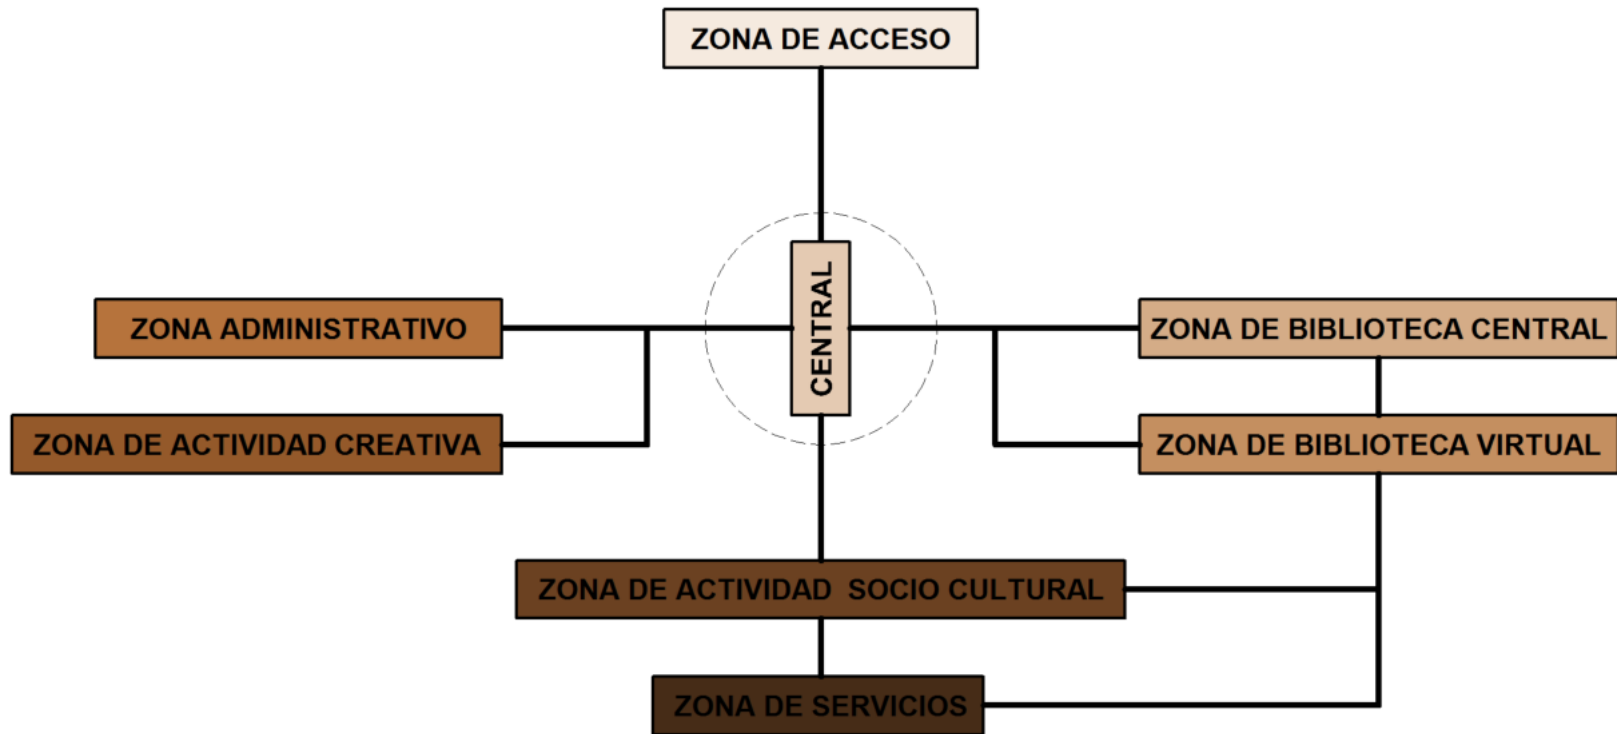 ZONA DE ACCESO
CENTRAL
ZONA ADMINISTRATIVO
ZONA DE BIBLIOTECA CENTRAL
ZONA DE ACTIVIDAD CREATIVA
ZONA DE BIBLIOTECA VIRTUAL
ZONA DE ACTIVIDAD  SOCIO CULTURAL
ZONA DE SERVICIOS